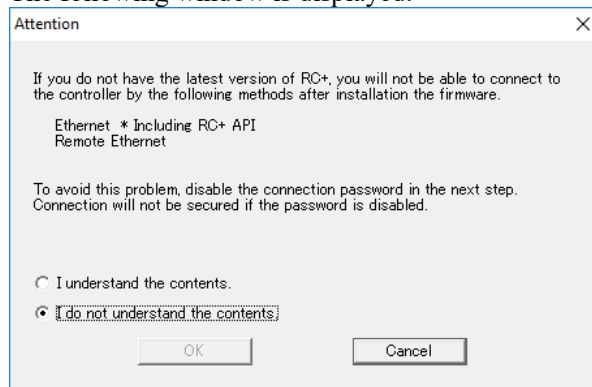 The following window is displayed.
Attention
If you do not have the latest version of RC+, you will not be able to connect to
the controller by the following methods after installation the firmware.
Ethernet * Including RC+ API
Remote Ethernet
To avoid this problem, disable the connection password in the next step.
Connection will not be secured if the password is disabled.
I understand the contents.
I do not understand the contents.
OK
Cancel